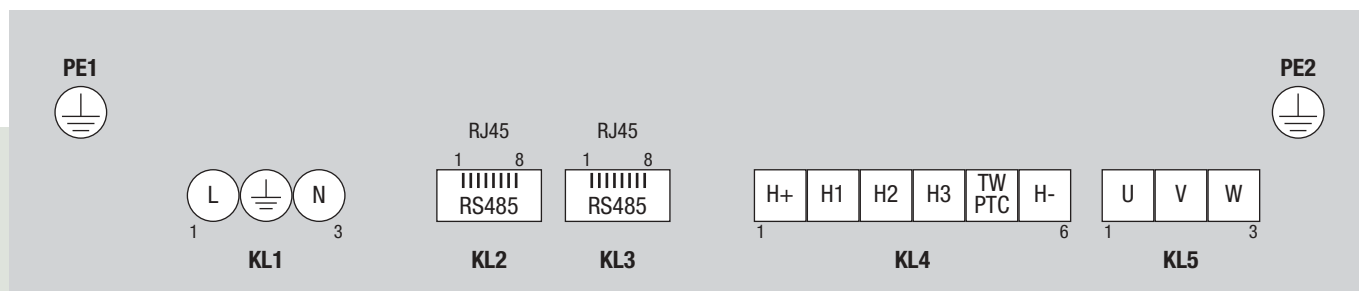 PE1
PE2
RJ45
RJ45
1 8
1 8
L N
RS485
RS485
H+ H1 H2 H3 TW PTC H-
U V W
1 3
1 6
1 3
KL1
KL2
KL3
KL4
KL5